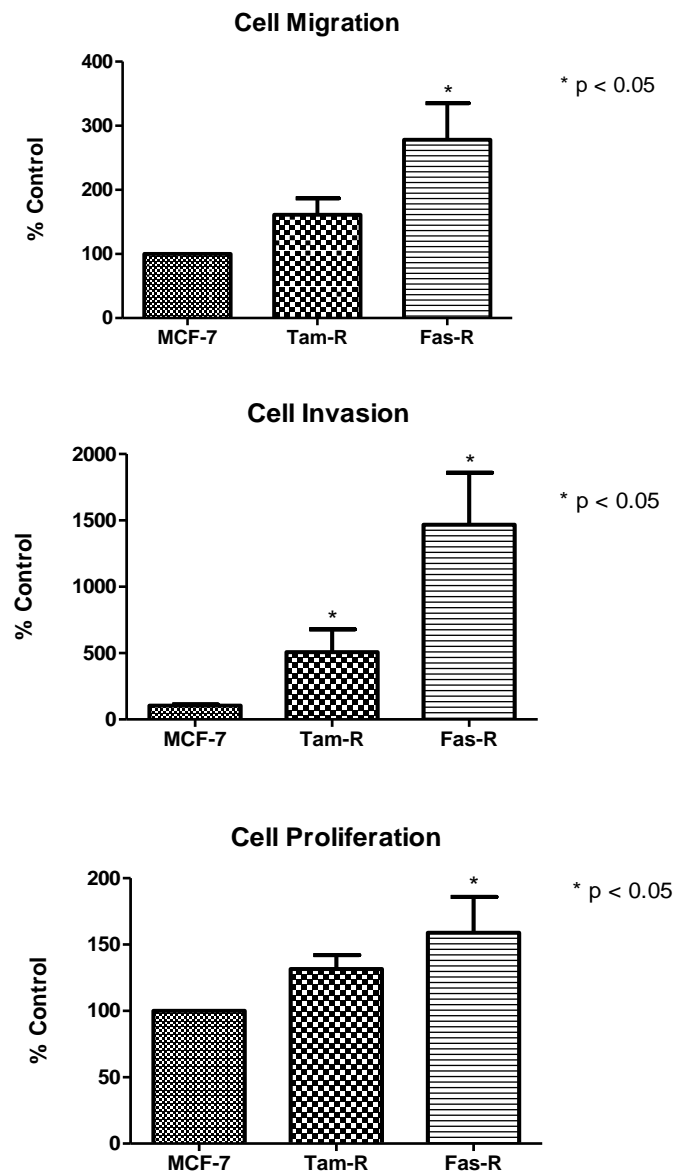 Cell Migration
400
300
200
100
0
% Control
*
* p < 0.05
MCF-7 Tam-R Fas-R
Cell Invasion
2000
1500
1000
500
0
% Control
*
*
* p < 0.05
MCF-7 Tam-R Fas-R
Cell Proliferation
200
150
100
50
0
% Control
*
* p < 0.05
MCF-7 Tam-R Fas-R